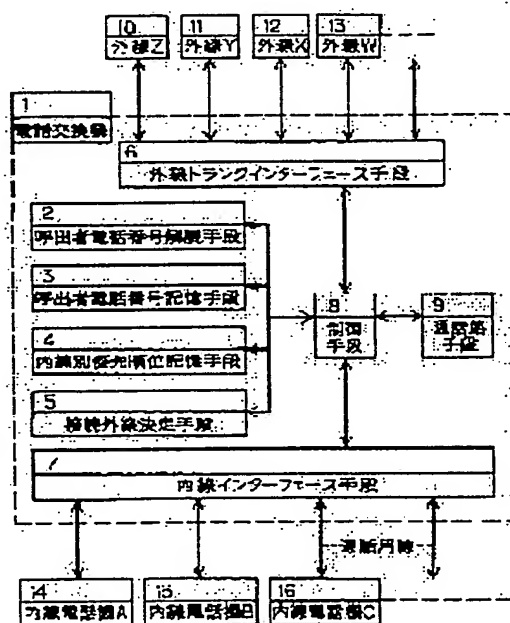 10
外線Z
11
外線Y
12
外線X
13
外線W
1
電話交換機
6
外線トランクインターフェース手段
2
呼出者電話番号解読手段
3
呼出者電話番号記憶手段
4
内線別優先順位記憶手段
5
接続外線決定手段
8
制御
手段
9
通話路
手段
7
内線インターフェース手段
通話用線
14
内線電話機A
15
内線電話機B
16
内線電話機C